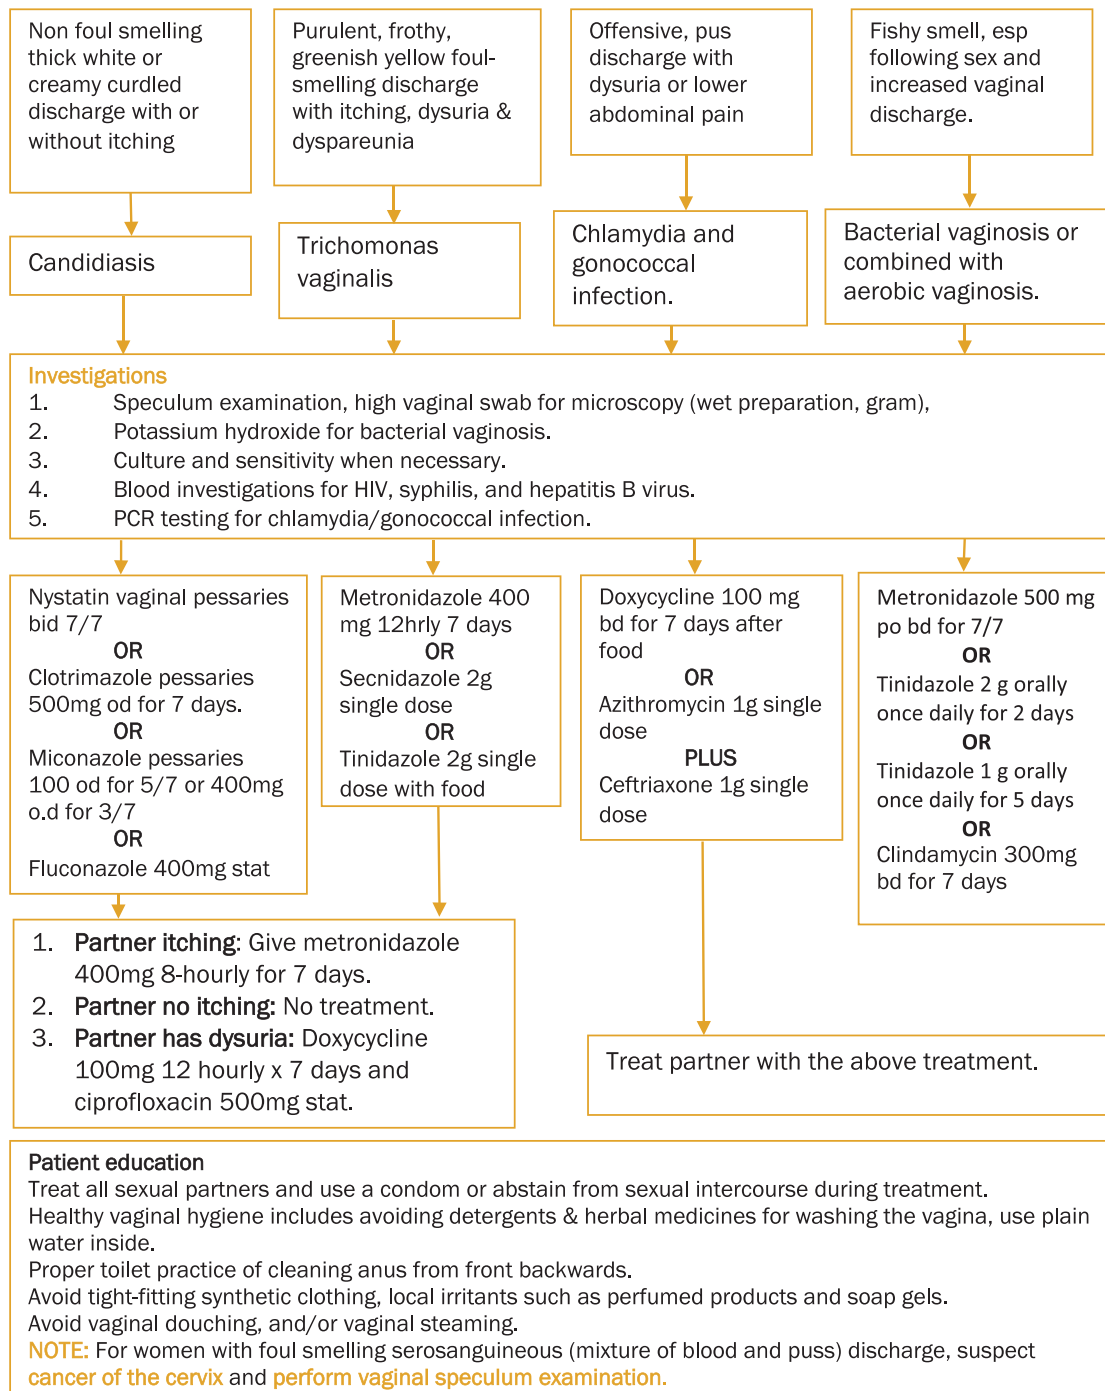 Non foul smelling
thick white or
creamy curdled
discharge with or
without itching
Purulent, frothy,
greenish yellow foul-
smelling discharge
with itching, dysuria &
dyspareunia
Offensive, pus
discharge with
dysuria or lower
abdominal pain
Fishy smell, esp
following sex and
increased vaginal
discharge.
Candidiasis
Trichomonas
vaginalis
Chlamydia and
gonococcal
infection.
Bacterial vaginosis or
combined with
aerobic vaginosis.
Investigations
1. Speculum examination, high vaginal swab for microscopy (wet preparation, gram),
2. Potassium hydroxide for bacterial vaginosis.
3. Culture and sensitivity when necessary.
4. Blood investigations for HIV, syphilis, and hepatitis B virus.
5. PCR testing for chlamydia/gonococcal infection.
Nystatin vaginal pessaries
bid 7/7
OR
Clotrimazole pessaries
500mg od for 7 days.
OR
Miconazole pessaries
100 od for 5/7 or 400mg
o.d for 3/7
OR
Fluconazole 400mg stat
Metronidazole 400
mg 12hrly 7 days
OR
Secnidazole 2g
single dose
OR
Tinidazole 2g single
dose with food
Doxycycline 100 mg
bd for 7 days after
food
OR
Azithromycin 1g single
dose
PLUS
Ceftriaxone 1g single
dose
Metronidazole 500 mg
po bd for 7/7
OR
Tinidazole 2 g orally
once daily for 2 days
OR
Tinidazole 1 g orally
once daily for 5 days
OR
Clindamycin 300mg
bd for 7 days
1. Partner itching: Give metronidazole
400mg 8-hourly for 7 days.
2. Partner no itching: No treatment.
3. Partner has dysuria: Doxycycline
100mg 12 hourly x 7 days and
ciprofloxacin 500mg stat.
Treat partner with the above treatment.
Patient education
Treat all sexual partners and use a condom or abstain from sexual intercourse during treatment.
Healthy vaginal hygiene includes avoiding detergents & herbal medicines for washing the vagina, use plain
water inside.
Proper toilet practice of cleaning anus from front backwards.
Avoid tight-fitting synthetic clothing, local irritants such as perfumed products and soap gels.
Avoid vaginal douching, and/or vaginal steaming.
NOTE: For women with foul smelling serosanguineous (mixture of blood and puss) discharge, suspect
cancer of the cervix and perform vaginal speculum examination.